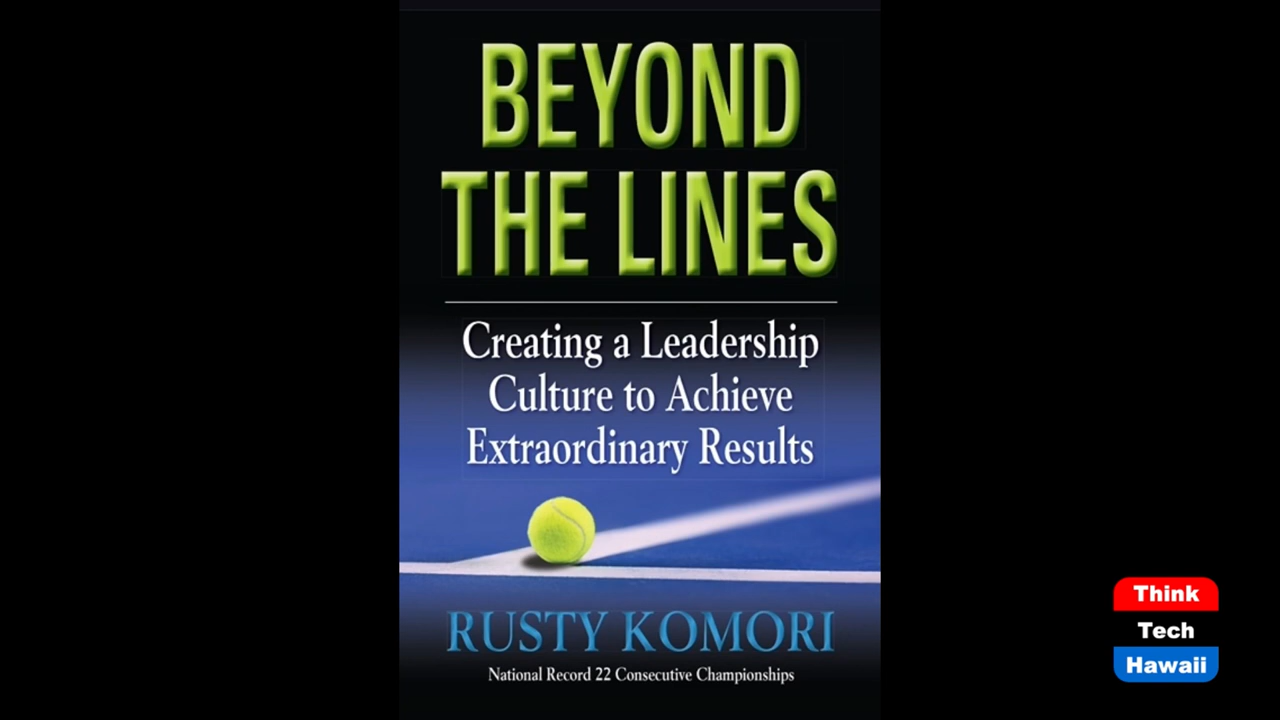 BEYOND
THE LINES
Creating a Leadership
Culture to Achieve
Extraordinary Results
RUSTY KOMORI
National Record 22 Consecutive Championships
Think
Tech
Hawaii